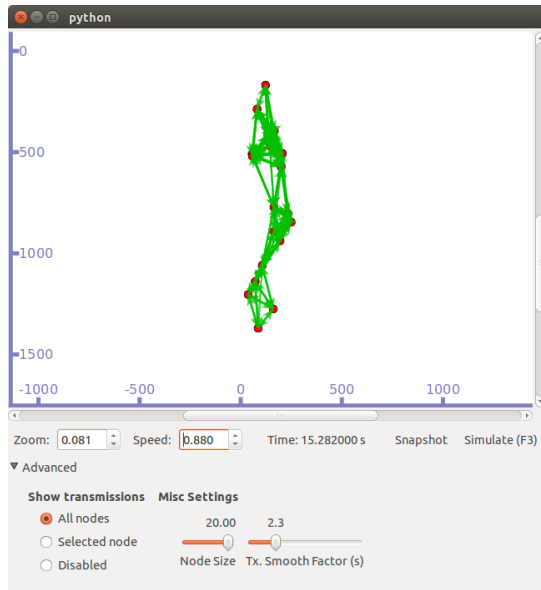 python
0
500
1000
1500
-1000 -500 0 500 1000
Zoom: 0.081 Speed: 0.880 Time: 15.282000 s Snapshot Simulate (F3)
Advanced
Show transmissions Misc Settings
All nodes 20.00 2.3
Selected node Node Size Tx. Smooth Factor (s)
Disabled